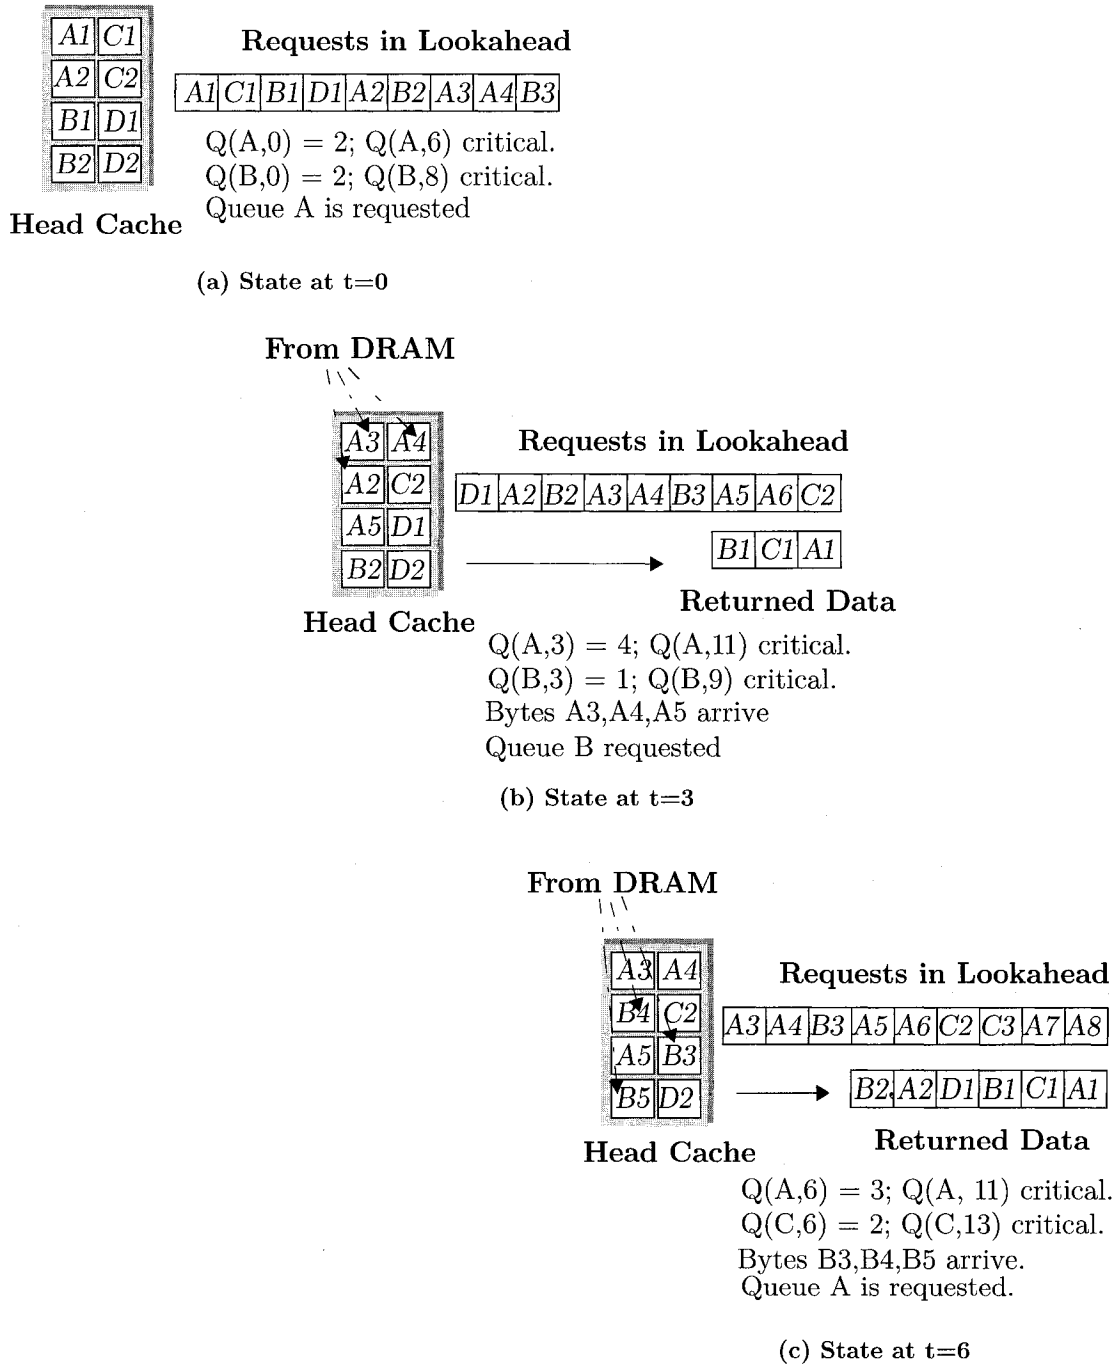 A1 C1
A2 C2
B1 D1
B2 D2
Head Cache
Requests in Lookahead
A1 C1 B1 D1 A2 B2 A3 A4 B3
Q(A,0) = 2; Q(A,6) critical.
Q(B,0) = 2; Q(B,8) critical.
Queue A is requested
(a) State at t=0
From DRAM
A3 A4
A2 C2
A5 D1
B2 D2
Head Cache
Requests in Lookahead
D1 A2 B2 A3 A4 B3 A5 A6 C2
B1 C1 A1
Returned Data
Q(A,3) = 4; Q(A,11) critical.
Q(B,3) = 1; Q(B,9) critical.
Bytes A3,A4,A5 arrive
Queue B requested
(b) State at t=3
From DRAM
A3 A4
B4 C2
A5 B3
B5 D2
Head Cache
Requests in Lookahead
A3 A4 B3 A5 A6 C2 C3 A7 A8
B2 A2 D1 B1 C1 A1
Returned Data
Q(A,6) = 3; Q(A, 11) critical.
Q(C,6) = 2; Q(C,13) critical.
Bytes B3,B4,B5 arrive.
Queue A is requested.
(c) State at t=6